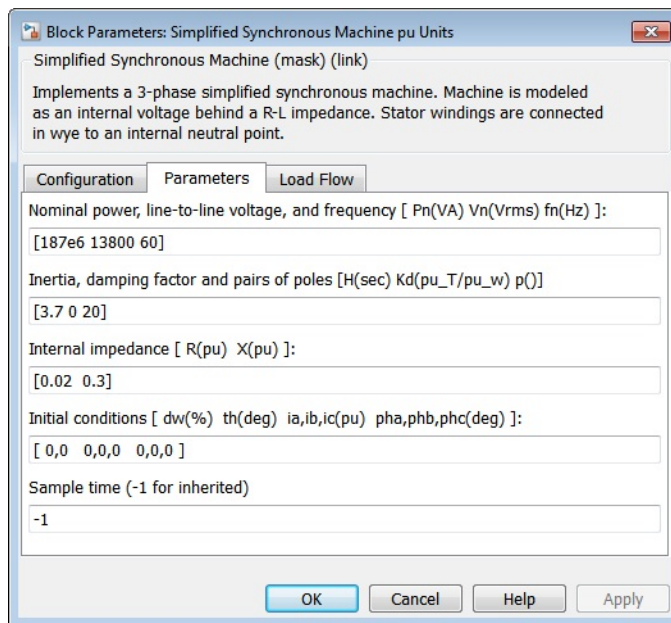 Block Parameters: Simplified Synchronous Machine pu Units
Simplified Synchronous Machine (mask) (link)
Implements a 3-phase simplified synchronous machine. Machine is modeled
as an internal voltage behind a R-L impedance. Stator windings are connected
in wye to an internal neutral point.
Configuration Parameters Load Flow
Nominal power, line-to-line voltage, and frequency [ Pn(VA) Vn(Vrms) fn(Hz) ]:
[187e6 13800 60]
Inertia, damping factor and pairs of poles [H(sec) Kd(pu_T/pu_w) p()]
[3.7 0 20]
Internal impedance [ R(pu) X(pu) ]:
[0.02 0.3]
Initial conditions [ dw(%) th(deg) ia,ib,ic(pu) pha,phb,phc(deg) ]:
[ 0,0 0,0,0 0,0,0 ]
Sample time (-1 for inherited)
-1
OK Cancel Help Apply